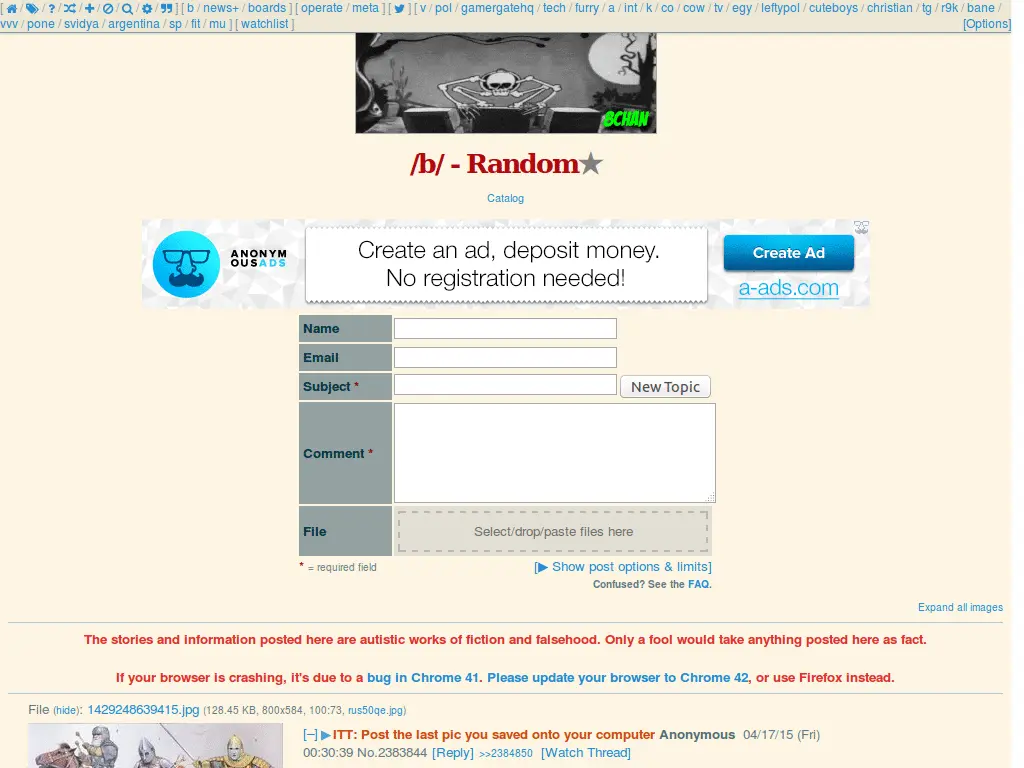 [ / / ? / / / / / / ] [ b / news+ / boards ] [ operate / meta ] [ ] [ v / pol / gamergatehq / tech / furry / a / int / k / co / cow / tv / egy / leftypol / cuteboys / christian / tg / r9k / bane /
vvv / pone / svidya / argentina / sp / fit / mu ] [ watchlist ] [Options]
8CHAN
/b/ - Random★
Catalog
ANONYM
OUSADS
Create an ad, deposit money.
No registration needed!
Create Ad
a-ads.com
Name
Email
Subject *
New Topic
Comment *
File
Select/drop/paste files here
* = required field
[▶ Show post options & limits]
Confused? See the FAQ.
Expand all images
The stories and information posted here are autistic works of fiction and falsehood. Only a fool would take anything posted here as fact.
If your browser is crashing, it's due to a bug in Chrome 41. Please update your browser to Chrome 42, or use Firefox instead.
File (hide): 1429248639415.jpg (128.45 KB, 800x584, 100:73, rus50qe.jpg)
[–] ▶ ITT: Post the last pic you saved onto your computer Anonymous 04/17/15 (Fri)
00:30:39 No.2383844 [Reply] >>2384850 [Watch Thread]